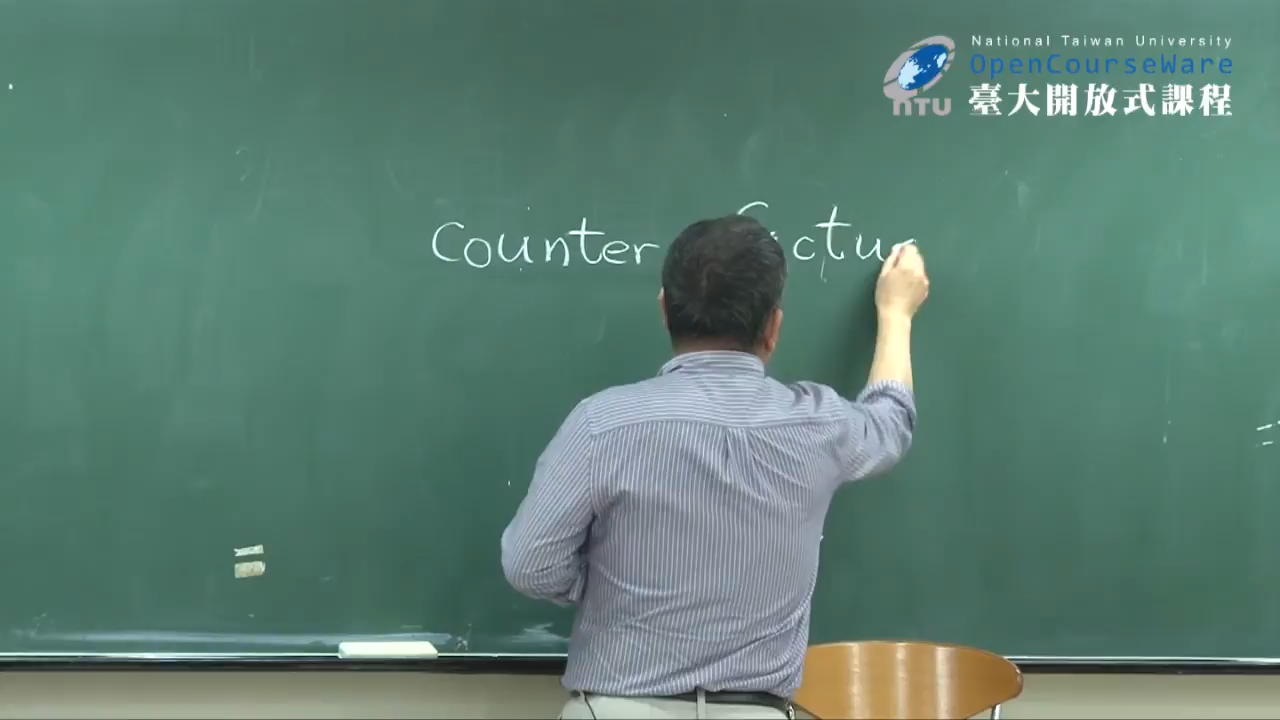 National Taiwan University
OpenCourseWare
NTU
臺大開放式課程
Counter